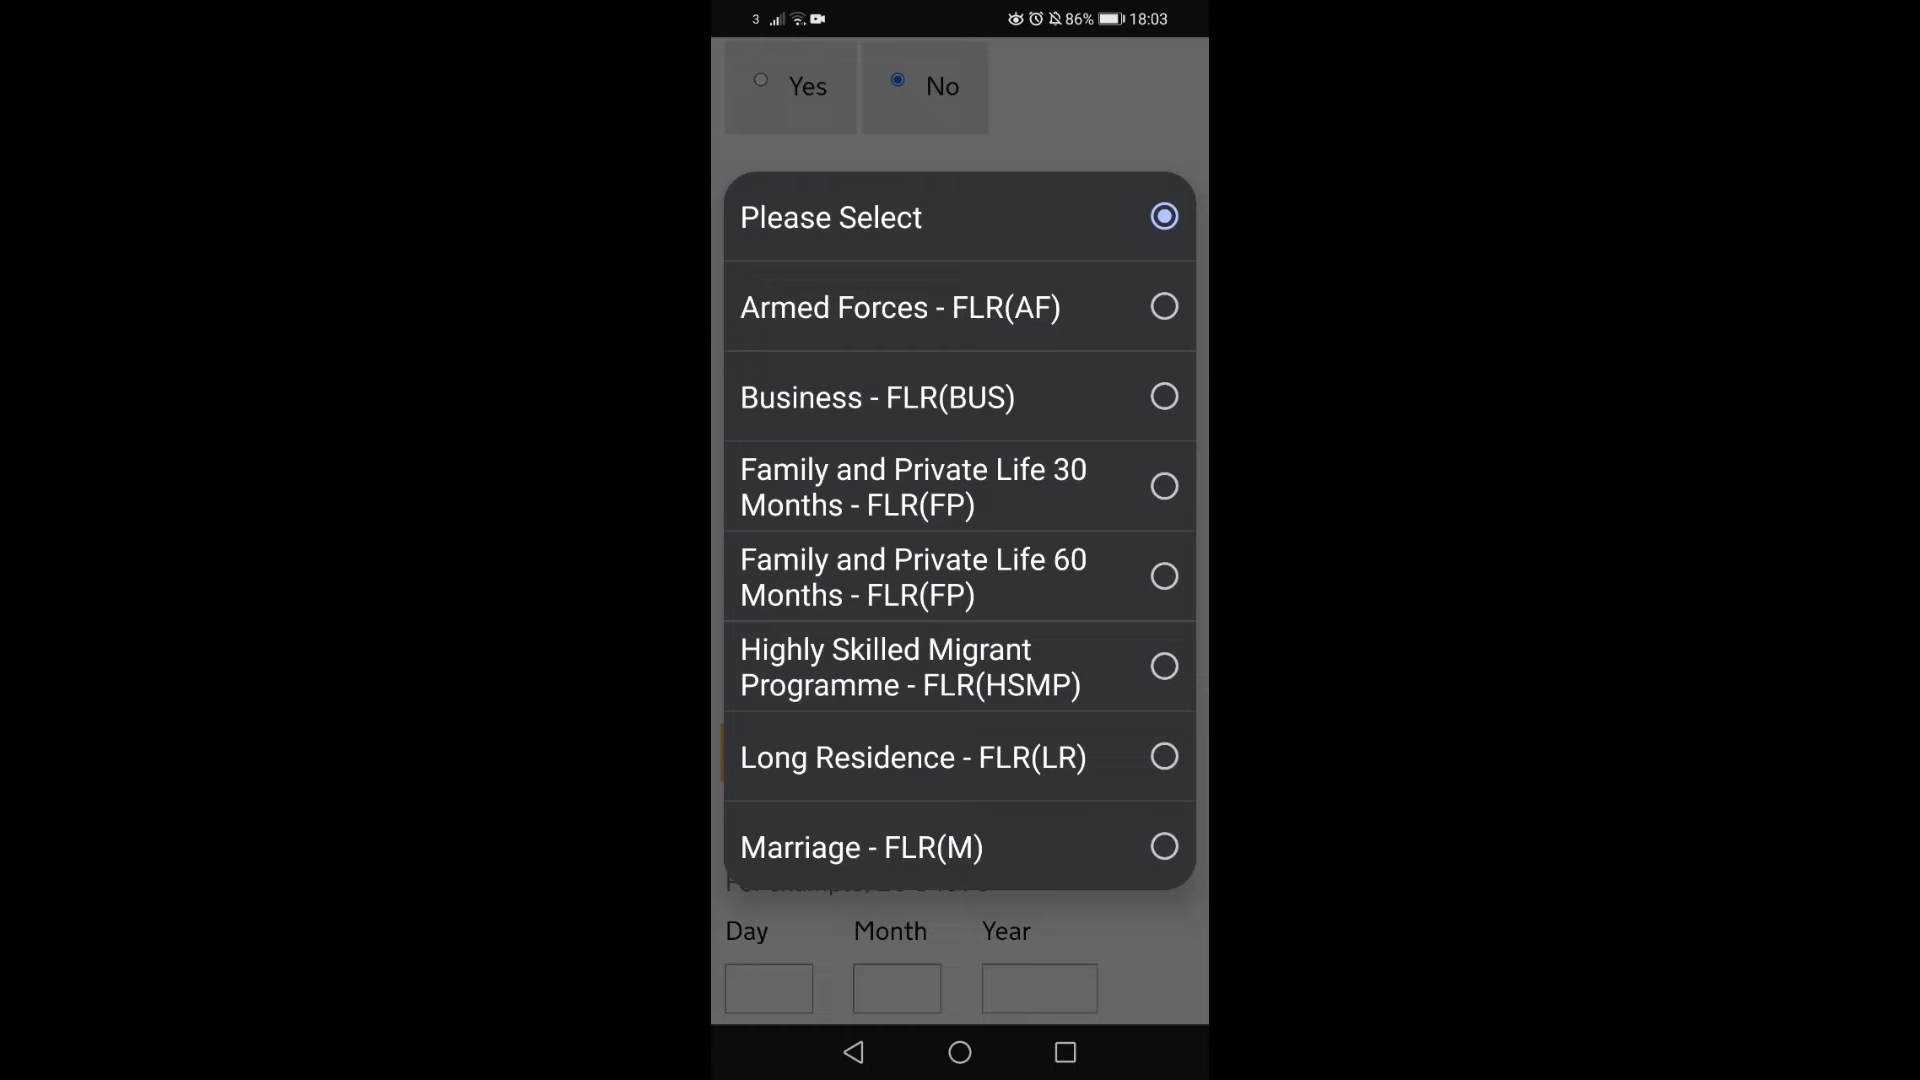 3 86% 18:03
Yes No
Please Select
Armed Forces - FLR(AF)
Business - FLR(BUS)
Family and Private Life 30
Months - FLR(FP)
Family and Private Life 60
Months - FLR(FP)
Highly Skilled Migrant
Programme - FLR(HSMP)
Long Residence - FLR(LR)
Marriage - FLR(M)
Day Month Year